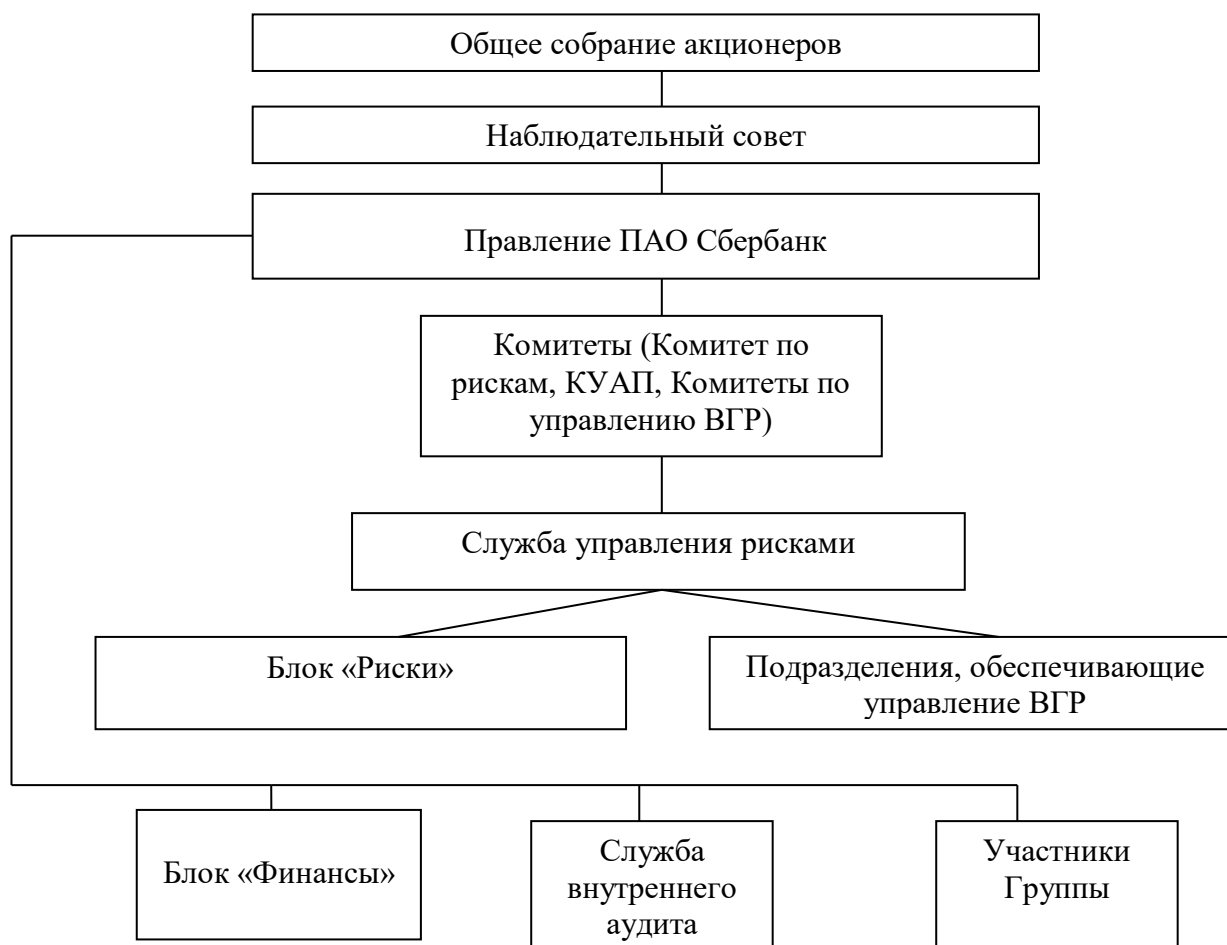 Общее собрание акционеров
Наблюдательный совет
Правление ПАО Сбербанк
Комитеты (Комитет по
рискам, КУАП, Комитеты по
управлению ВГР)
Служба управления рисками
Блок «Риски»
Подразделения, обеспечивающие
управление ВГР
Блок «Финансы»
Служба
внутреннего
аудита
Участники
Группы